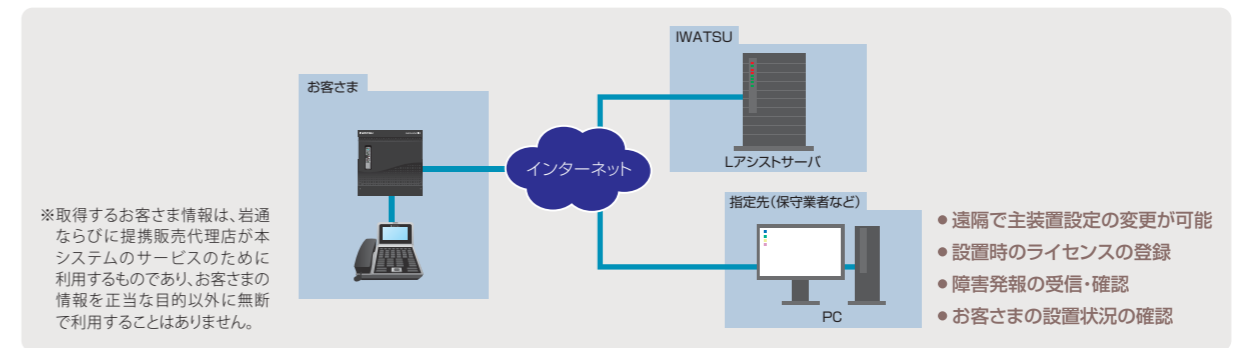 IWATSU
お客さま
インターネット
Lアシストサーバ
指定先(保守業者など)
PC
※取得するお客さま情報は、岩通
ならびに提携販売代理店が本
システムのサービスのために
利用するものであり、お客さまの
情報を正当な目的以外に無断
で利用することはありません。
●遠隔で主装置設定の変更が可能
●設置時のライセンスの登録
●障害発報の受信・確認
●お客さまの設置状況の確認